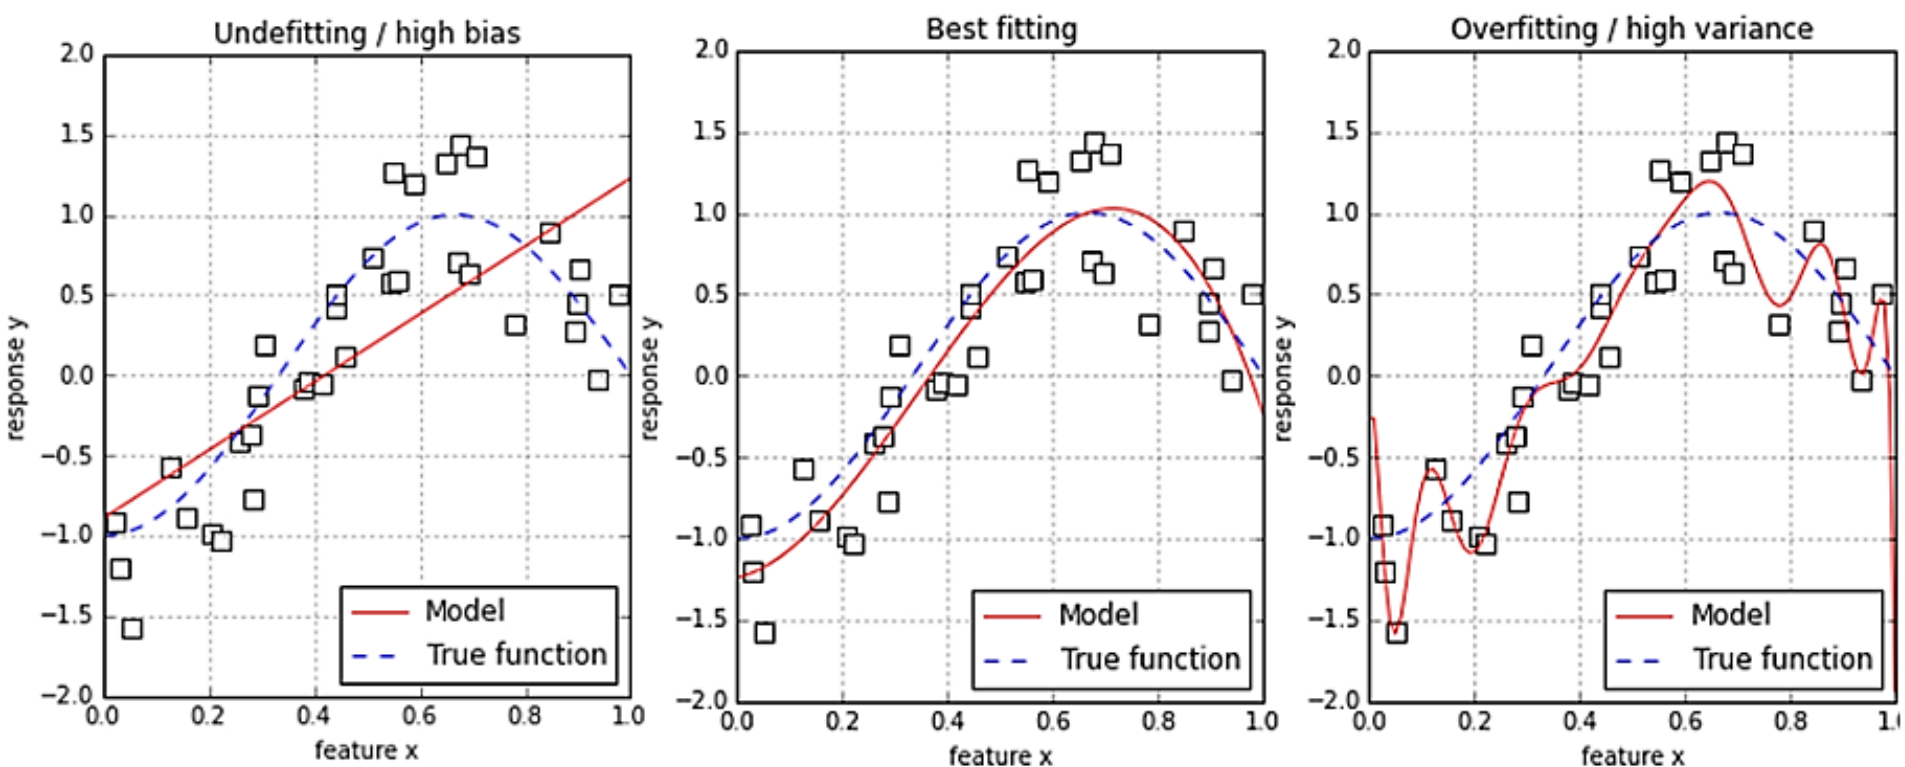 Undefitting / high bias
2.0
1.5
1.0
0.5
0.0
−0.5
−1.0
−1.5
−2.0
response y
Model
True function
0.0 0.2 0.4 0.6 0.8 1.0
feature x
Best fitting
2.0
1.5
1.0
0.5
0.0
−0.5
−1.0
−1.5
−2.0
response y
Model
True function
0.0 0.2 0.4 0.6 0.8 1.0
feature x
Overfitting / high variance
2.0
1.5
1.0
0.5
0.0
−0.5
−1.0
−1.5
−2.0
response y
Model
True function
0.0 0.2 0.4 0.6 0.8
feature x